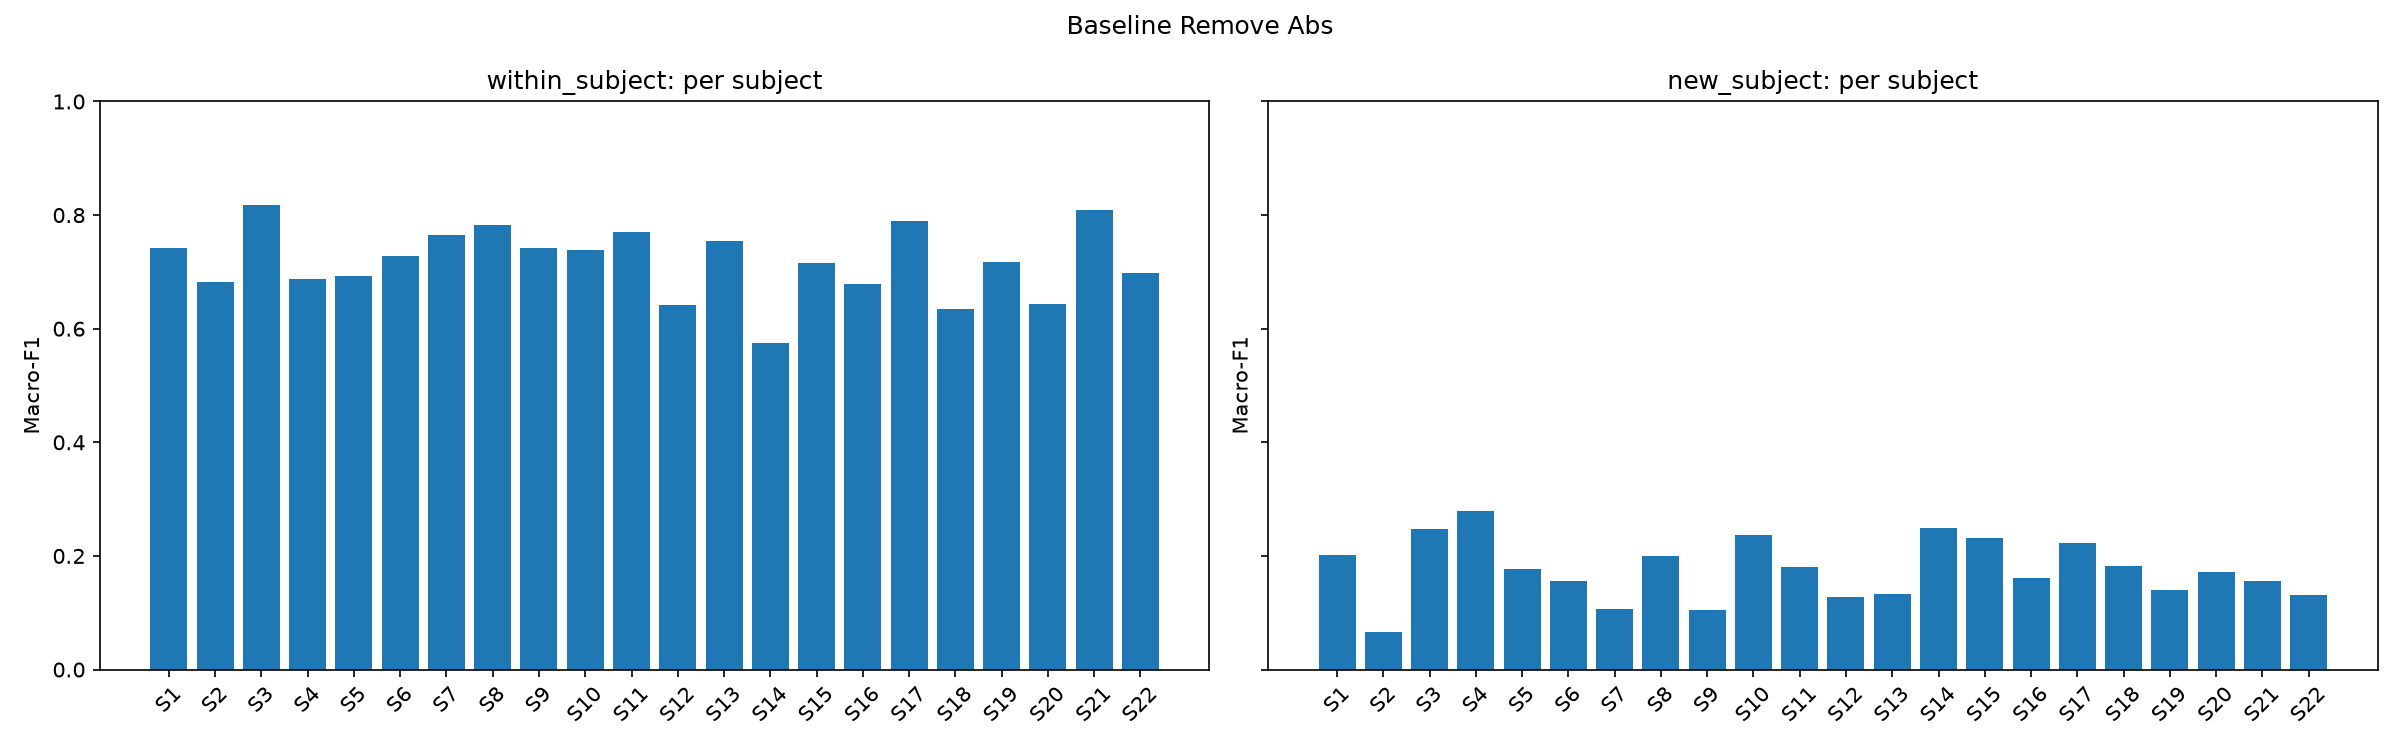 Baseline Remove Abs
within_subject: per subject
Macro-F1
1.0
0.8
0.6
0.4
0.2
0.0
S1 S2 S3 S4 S5 S6 S7 S8 S9 S10 S11 S12 S13 S14 S15 S16 S17 S18 S19 S20 S21 S22
new_subject: per subject
Macro-F1
S1 S2 S3 S4 S5 S6 S7 S8 S9 S10 S11 S12 S13 S14 S15 S16 S17 S18 S19 S20 S21 S22